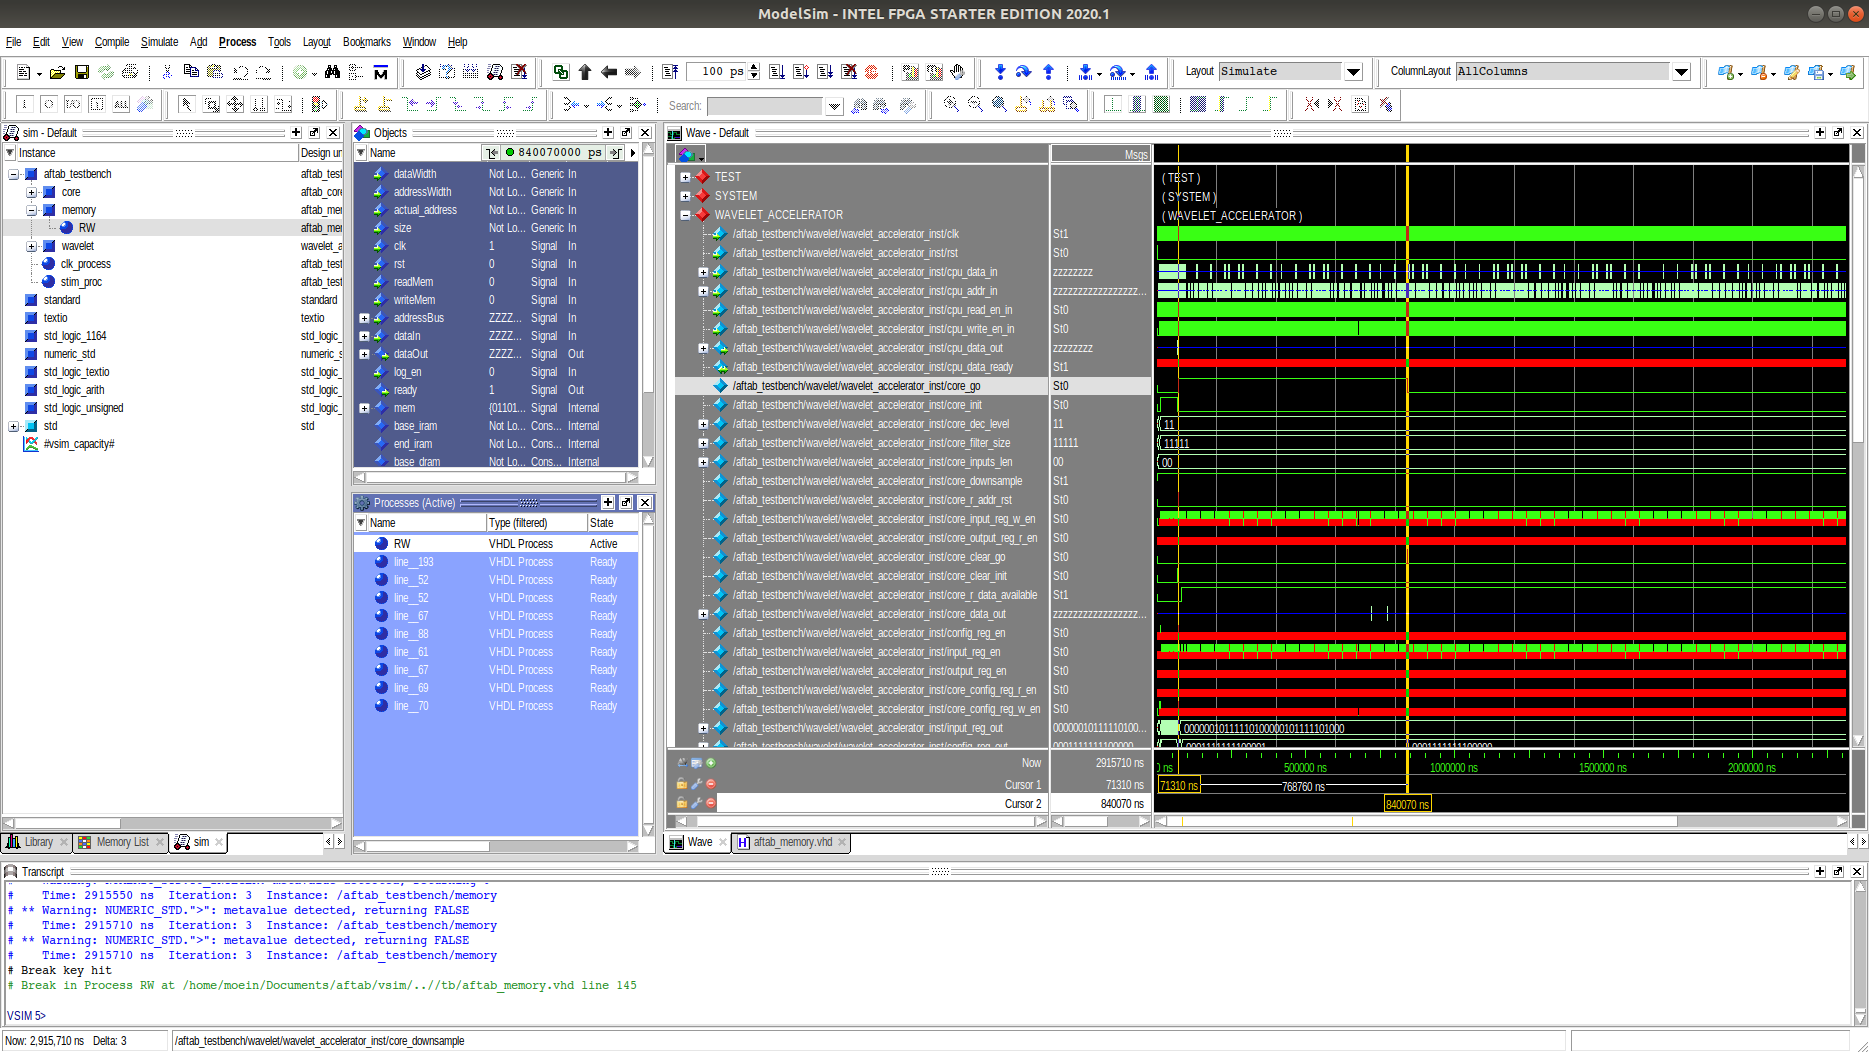 ModelSim - INTEL FPGA STARTER EDITION 2020.1
File Edit View Compile Simulate Add Process Tools Layout Bookmarks Window Help
100 ps
Layout Simulate
ColumnLayout AllColumns
Search:
sim - Default
Instance Design un
aftab_testbench aftab_test
core aftab_cor
memory aftab_me
RW aftab_me
wavelet wavelet_a
clk_process aftab_test
stim_proc aftab_test
standard standard
textio textio
std_logic_1164 std_logic_
numeric_std numeric_s
std_logic_textio std_logic_
std_logic_arith std_logic_
std_logic_unsigned std_logic_
std std
#vsim_capacity#
Library Memory List sim
Objects
Name 840070000 ps
dataWidth Not Lo... Generic In
addressWidth Not Lo... Generic In
actual_address Not Lo... Generic In
size Not Lo... Generic In
clk 1 Signal In
rst 0 Signal In
readMem 0 Signal In
writeMem 0 Signal In
addressBus ZZZZ... Signal In
dataIn ZZZZ... Signal In
dataOut ZZZZ... Signal Out
log_en 0 Signal In
ready 1 Signal Out
mem {01101... Signal Internal
base_iram Not Lo... Cons... Internal
end_iram Not Lo... Cons... Internal
base_dram Not Lo... Cons... Internal
Processes (Active)
Name Type (filtered) State
RW VHDL Process Active
line__193 VHDL Process Ready
line__52 VHDL Process Ready
line__52 VHDL Process Ready
line__67 VHDL Process Ready
line__88 VHDL Process Ready
line__61 VHDL Process Ready
line__67 VHDL Process Ready
line__69 VHDL Process Ready
line__70 VHDL Process Ready
Wave - Default
Msgs
TEST ( TEST )
SYSTEM ( SYSTEM )
WAVELET_ACCELERATOR ( WAVELET_ACCELERATOR )
/aftab_testbench/wavelet/wavelet_accelerator_inst/clk St1
/aftab_testbench/wavelet/wavelet_accelerator_inst/rst St0
/aftab_testbench/wavelet/wavelet_accelerator_inst/cpu_data_in zzzzzzzz
/aftab_testbench/wavelet/wavelet_accelerator_inst/cpu_addr_in zzzzzzzzzzzzzzzzz...
/aftab_testbench/wavelet/wavelet_accelerator_inst/cpu_read_en_in St0
/aftab_testbench/wavelet/wavelet_accelerator_inst/cpu_write_en_in St0
/aftab_testbench/wavelet/wavelet_accelerator_inst/cpu_data_out zzzzzzzz
/aftab_testbench/wavelet/wavelet_accelerator_inst/cpu_data_ready St1
/aftab_testbench/wavelet/wavelet_accelerator_inst/core_go St0
/aftab_testbench/wavelet/wavelet_accelerator_inst/core_init St0
/aftab_testbench/wavelet/wavelet_accelerator_inst/core_dec_level 11 11
/aftab_testbench/wavelet/wavelet_accelerator_inst/core_filter_size 11111 11111
/aftab_testbench/wavelet/wavelet_accelerator_inst/core_inputs_len 00 00
/aftab_testbench/wavelet/wavelet_accelerator_inst/core_downsample St1
/aftab_testbench/wavelet/wavelet_accelerator_inst/core_r_addr_rst St0
/aftab_testbench/wavelet/wavelet_accelerator_inst/core_input_reg_w_en St0
/aftab_testbench/wavelet/wavelet_accelerator_inst/core_output_reg_r_en St0
/aftab_testbench/wavelet/wavelet_accelerator_inst/core_clear_go St0
/aftab_testbench/wavelet/wavelet_accelerator_inst/core_clear_init St0
/aftab_testbench/wavelet/wavelet_accelerator_inst/core_r_data_available St1
/aftab_testbench/wavelet/wavelet_accelerator_inst/core_data_out zzzzzzzzzzzzzzzzz...
/aftab_testbench/wavelet/wavelet_accelerator_inst/config_reg_en St0
/aftab_testbench/wavelet/wavelet_accelerator_inst/input_reg_en St0
/aftab_testbench/wavelet/wavelet_accelerator_inst/output_reg_en St0
/aftab_testbench/wavelet/wavelet_accelerator_inst/core_config_reg_r_en St0
/aftab_testbench/wavelet/wavelet_accelerator_inst/core_config_reg_w_en St0
/aftab_testbench/wavelet/wavelet_accelerator_inst/input_reg_out
Now 2915710 ns
500000 ns 1000000 ns 1500000 ns 2000000 ns
Cursor 1 71310 ns 71310 ns 768760 ns
Cursor 2 840070 ns 840070 ns
Wave aftab_memory.vhd
Transcript
# Time: 2915550 ns Iteration: 3 Instance: /aftab_testbench/memory
# ** Warning: NUMERIC_STD.">": metavalue detected, returning FALSE
# Time: 2915710 ns Iteration: 3 Instance: /aftab_testbench/memory
# ** Warning: NUMERIC_STD.">": metavalue detected, returning FALSE
# Time: 2915710 ns Iteration: 3 Instance: /aftab_testbench/memory
# Break key hit
# Break in Process RW at /home/moein/Documents/aftab/vsim/..//tb/aftab_memory.vhd line 145
VSIM 5>
Now: 2,915,710 ns Delta: 3 /aftab_testbench/wavelet/wavelet_accelerator_inst/core_downsample